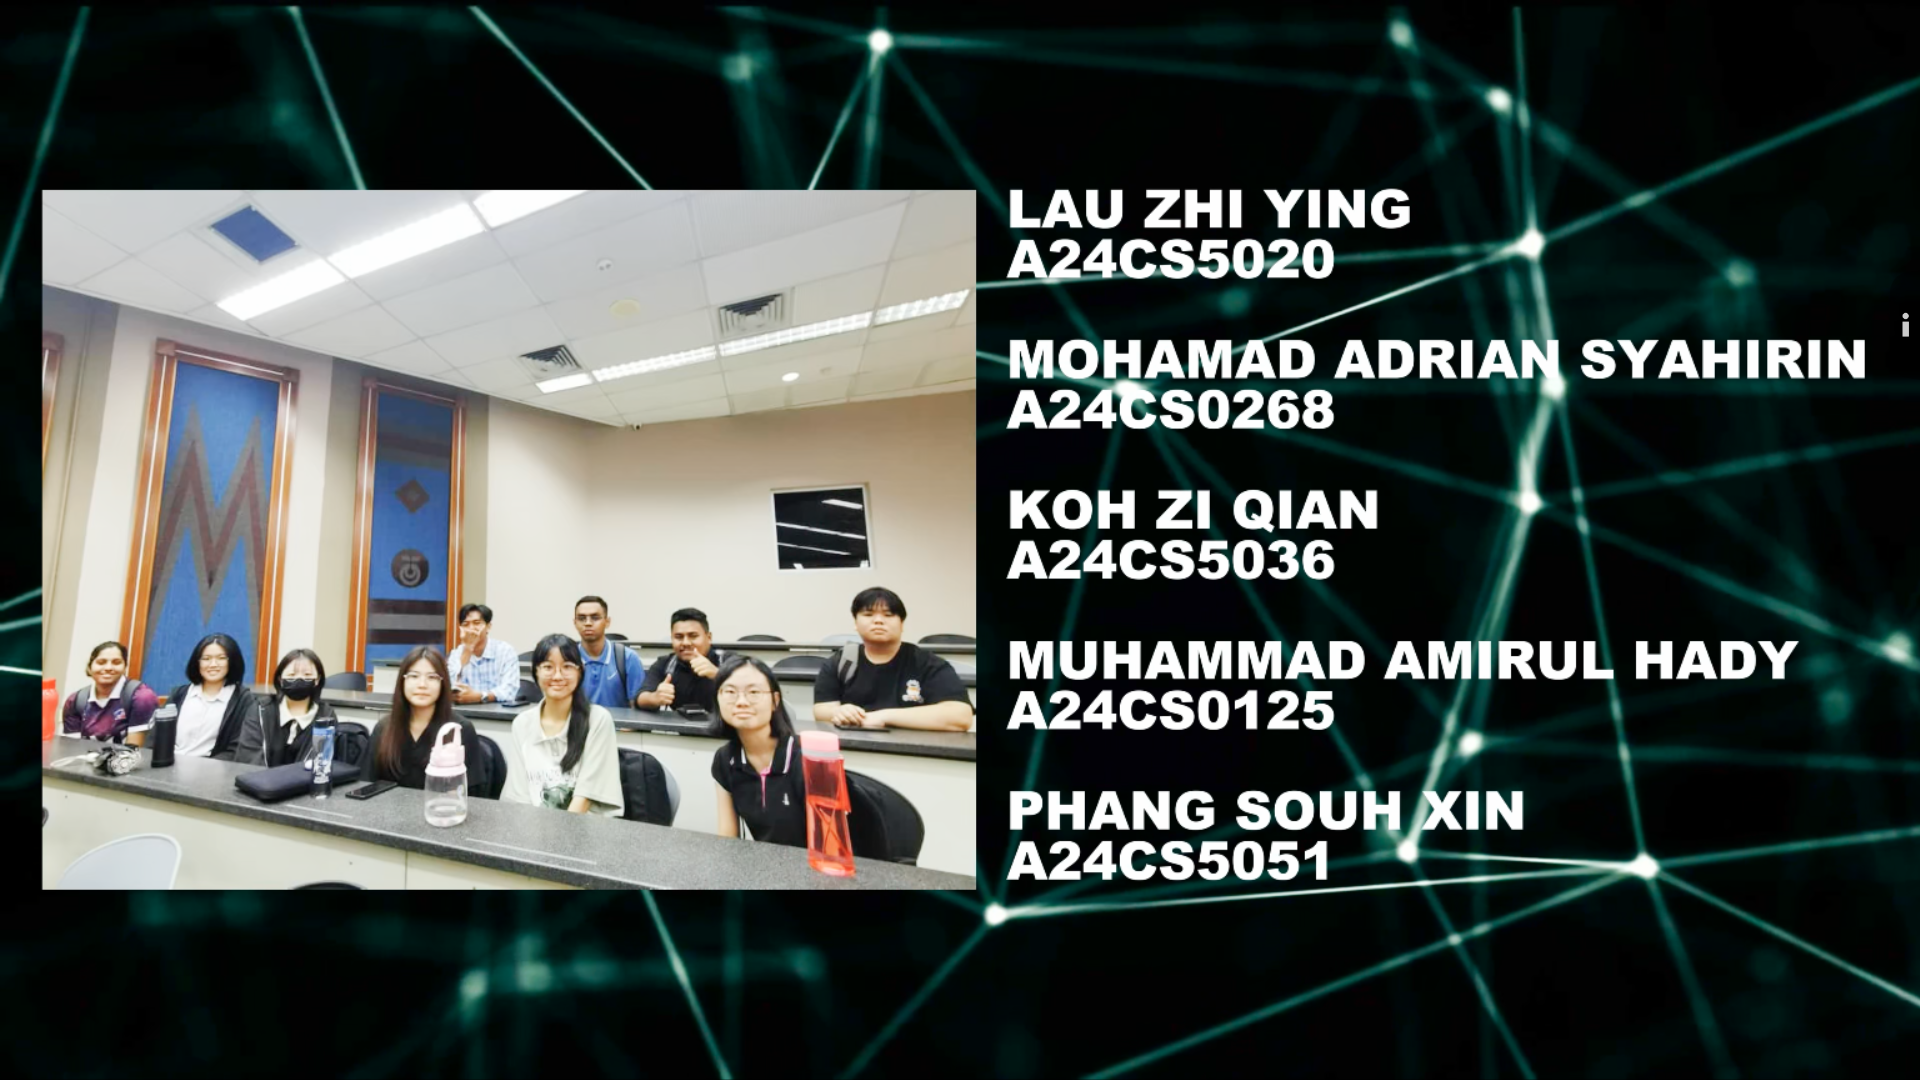 LAU ZHI YING
A24CS5020
MOHAMAD ADRIAN SYAHIRIN
A24CS0268
KOH ZI QIAN
A24CS5036
MUHAMMAD AMIRUL HADY
A24CS0125
PHANG SOUH XIN
A24CS5051